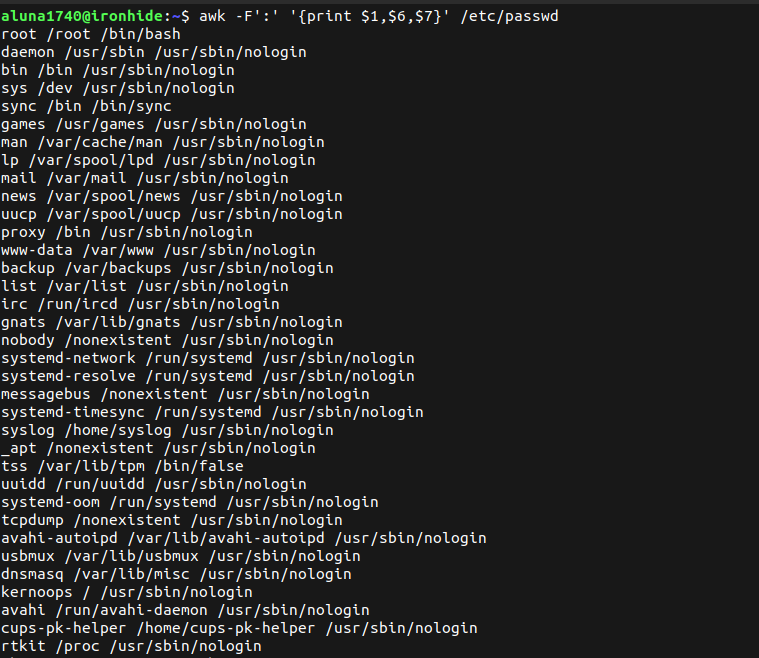 aluna1740@ironhide:~$ awk -F':' '{print $1,$6,$7}' /etc/passwd
root /root /bin/bash
daemon /usr/sbin /usr/sbin/nologin
bin /bin /usr/sbin/nologin
sys /dev /usr/sbin/nologin
sync /bin /bin/sync
games /usr/games /usr/sbin/nologin
man /var/cache/man /usr/sbin/nologin
lp /var/spool/lpd /usr/sbin/nologin
mail /var/mail /usr/sbin/nologin
news /var/spool/news /usr/sbin/nologin
uucp /var/spool/uucp /usr/sbin/nologin
proxy /bin /usr/sbin/nologin
www-data /var/www /usr/sbin/nologin
backup /var/backups /usr/sbin/nologin
list /var/list /usr/sbin/nologin
irc /run/ircd /usr/sbin/nologin
gnats /var/lib/gnats /usr/sbin/nologin
nobody /nonexistent /usr/sbin/nologin
systemd-network /run/systemd /usr/sbin/nologin
systemd-resolve /run/systemd /usr/sbin/nologin
messagebus /nonexistent /usr/sbin/nologin
systemd-timesync /run/systemd /usr/sbin/nologin
syslog /home/syslog /usr/sbin/nologin
_apt /nonexistent /usr/sbin/nologin
tss /var/lib/tpm /bin/false
uuidd /run/uuidd /usr/sbin/nologin
systemd-oom /run/systemd /usr/sbin/nologin
tcpdump /nonexistent /usr/sbin/nologin
avahi-autoipd /var/lib/avahi-autoipd /usr/sbin/nologin
usbmux /var/lib/usbmux /usr/sbin/nologin
dnsmasq /var/lib/misc /usr/sbin/nologin
kernoops / /usr/sbin/nologin
avahi /run/avahi-daemon /usr/sbin/nologin
cups-pk-helper /home/cups-pk-helper /usr/sbin/nologin
rtkit /proc /usr/sbin/nologin